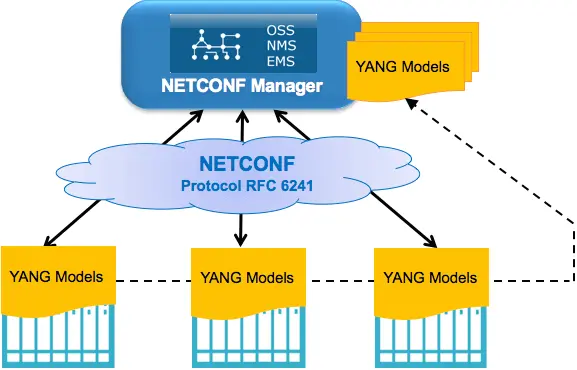 OSS
NMS
EMS
NETCONF Manager
YANG Models
NETCONF
Protocol RFC 6241
YANG Models
YANG Models
YANG Models